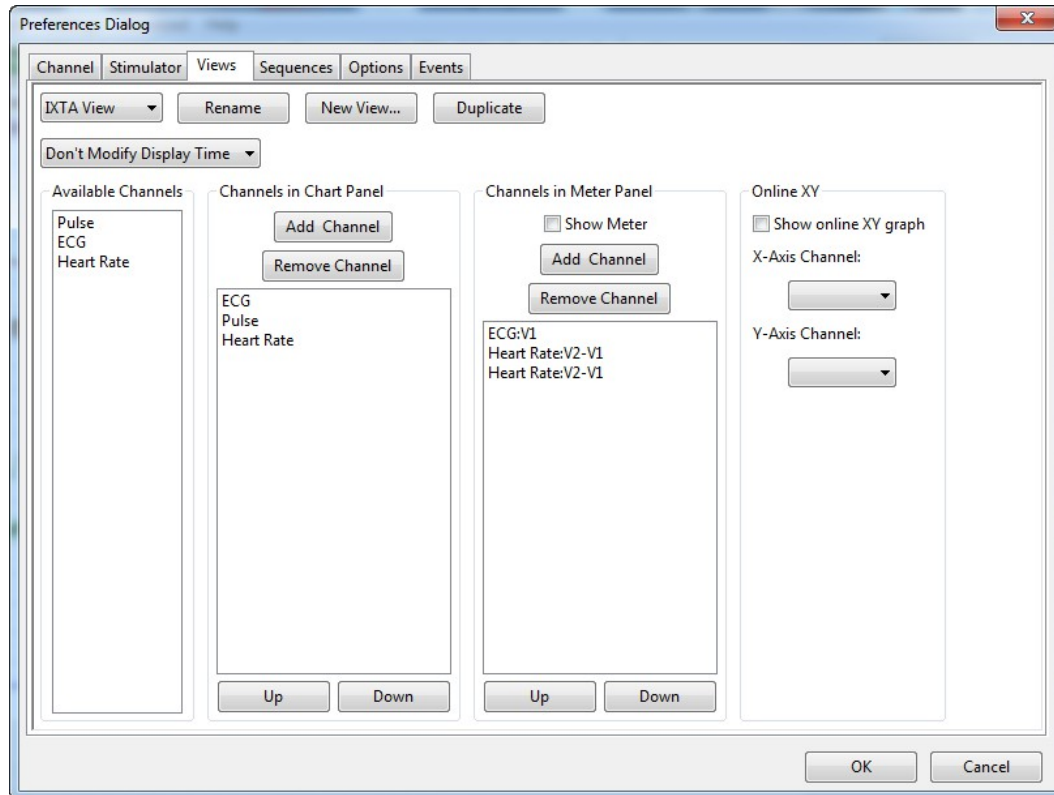 Preferences Dialog
Channel Stimulator Views Sequences Options Events
IXTA View Rename New View... Duplicate
Don't Modify Display Time
Available Channels
Pulse
ECG
Heart Rate
Channels in Chart Panel
Add Channel
Remove Channel
ECG
Pulse
Heart Rate
Up Down
Channels in Meter Panel
Show Meter
Add Channel
Remove Channel
ECG:V1
Heart Rate:V2-V1
Heart Rate:V2-V1
Up Down
Online XY
Show online XY graph
X-Axis Channel:
Y-Axis Channel:
OK Cancel